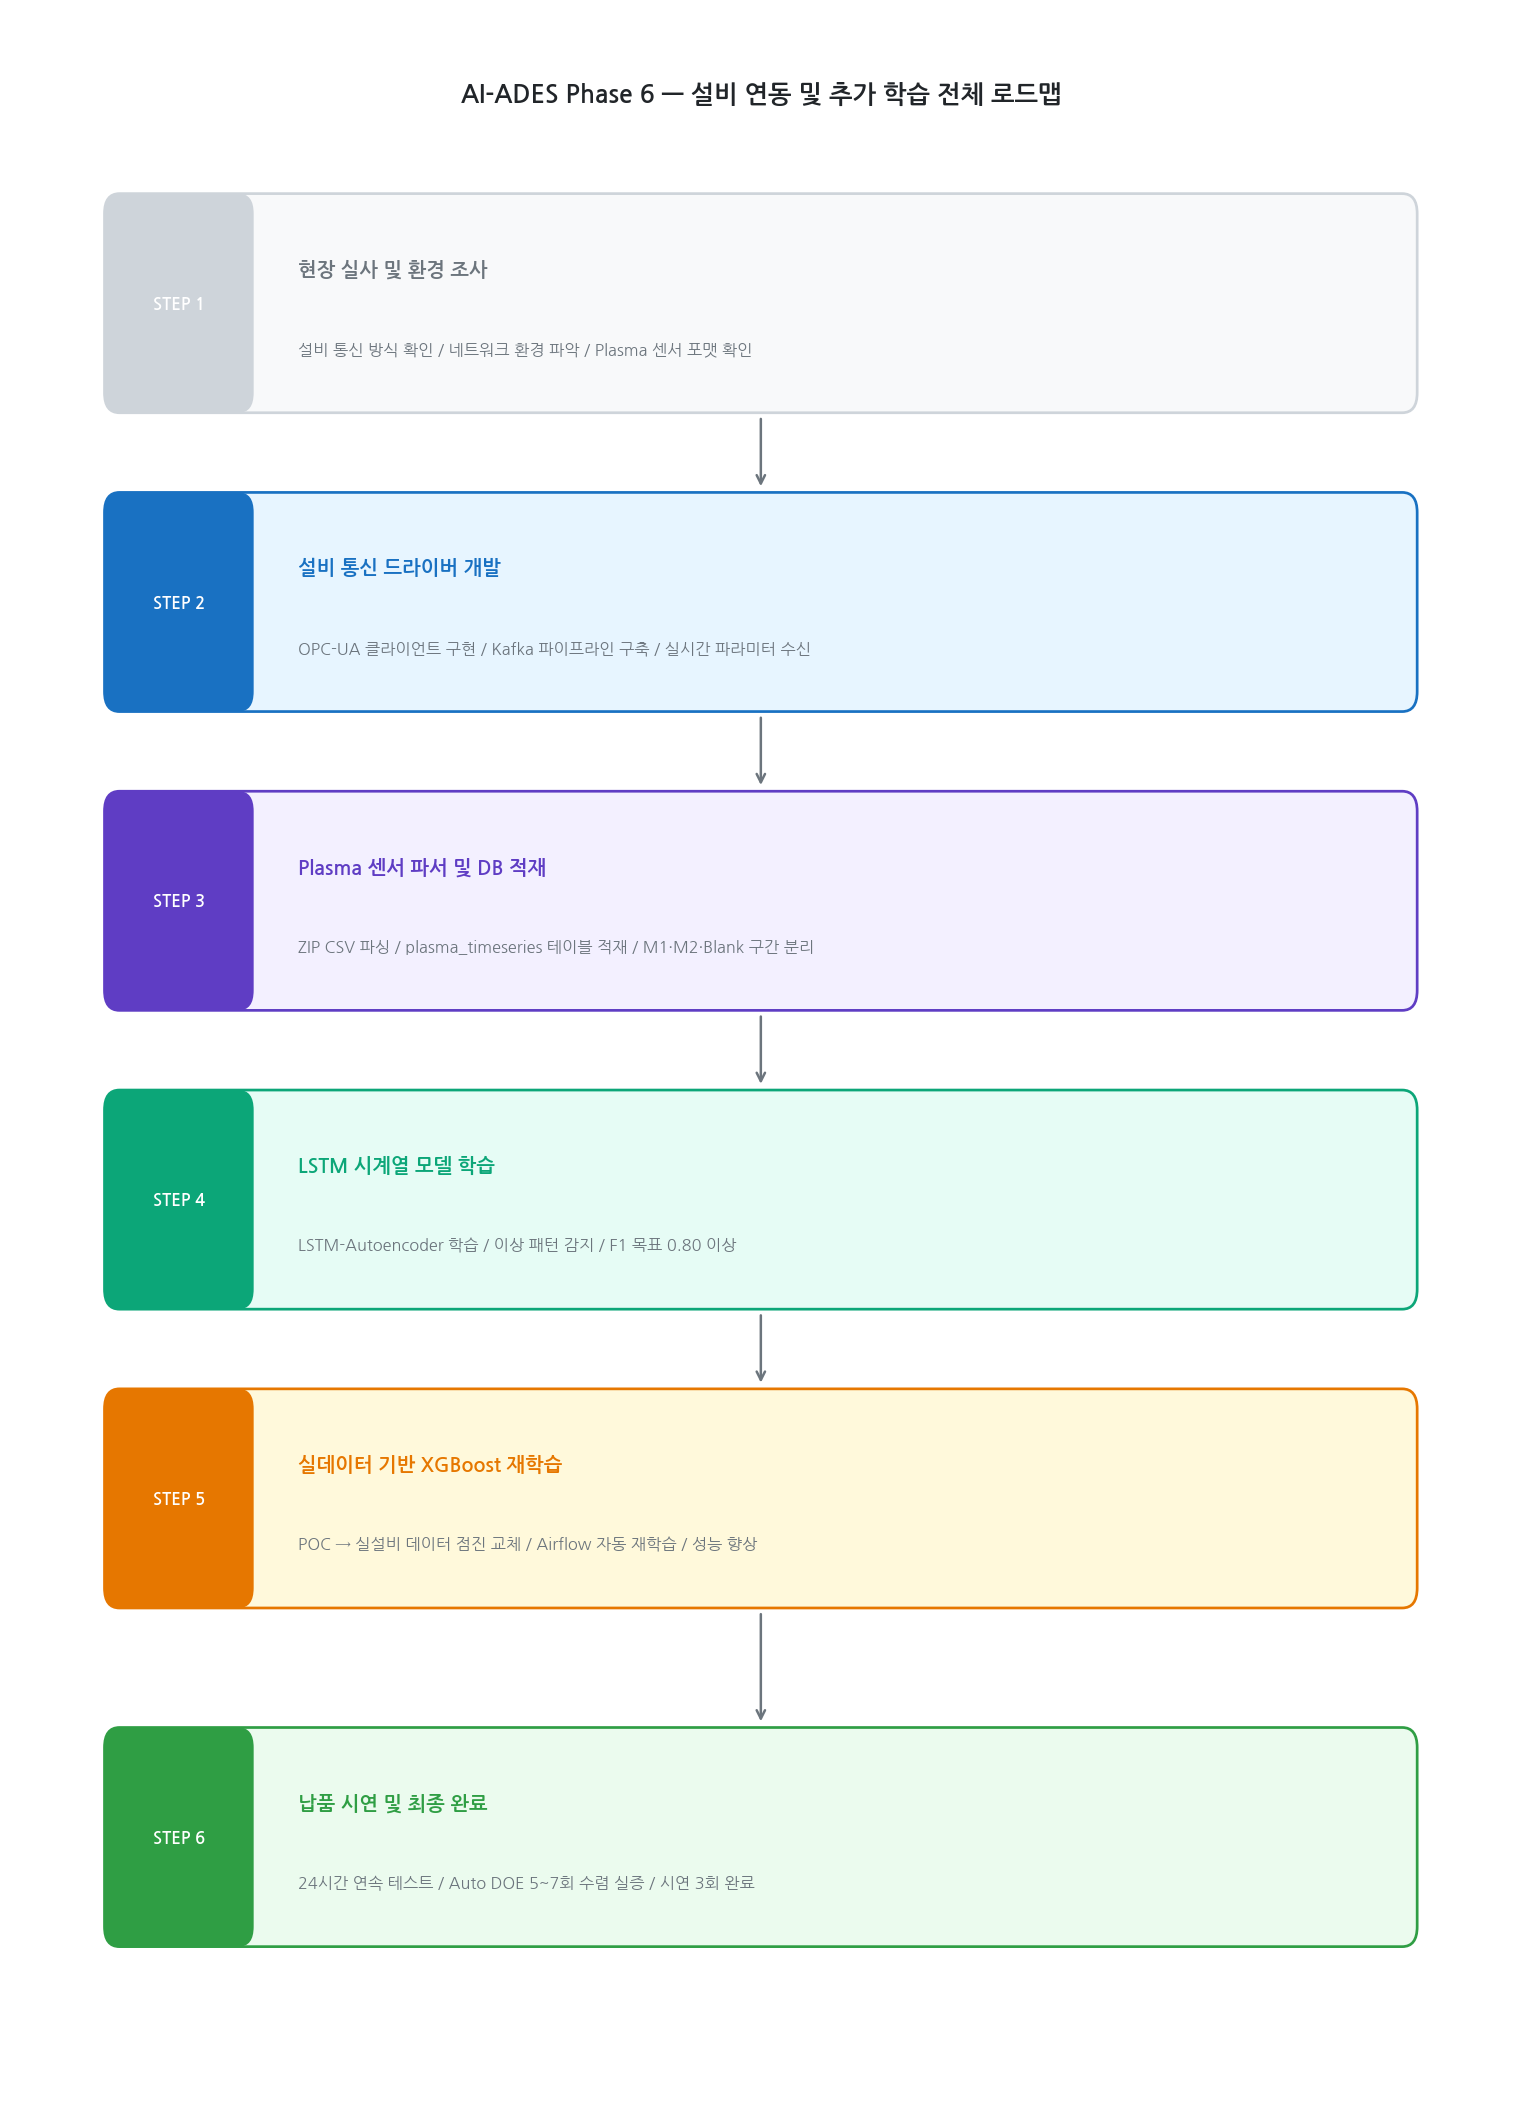 AI-ADES Phase 6 — 설비 연동 및 추가 학습 전체 로드맵
STEP 1
현장 실사 및 환경 조사
설비 통신 방식 확인 / 네트워크 환경 파악 / Plasma 센서 포맷 확인
STEP 2
설비 통신 드라이버 개발
OPC-UA 클라이언트 구현 / Kafka 파이프라인 구축 / 실시간 파라미터 수신
STEP 3
Plasma 센서 파서 및 DB 적재
ZIP CSV 파싱 / plasma_timeseries 테이블 적재 / M1·M2·Blank 구간 분리
STEP 4
LSTM 시계열 모델 학습
LSTM-Autoencoder 학습 / 이상 패턴 감지 / F1 목표 0.80 이상
STEP 5
실데이터 기반 XGBoost 재학습
POC → 실설비 데이터 점진 교체 / Airflow 자동 재학습 / 성능 향상
STEP 6
납품 시연 및 최종 완료
24시간 연속 테스트 / Auto DOE 5~7회 수렴 실증 / 시연 3회 완료